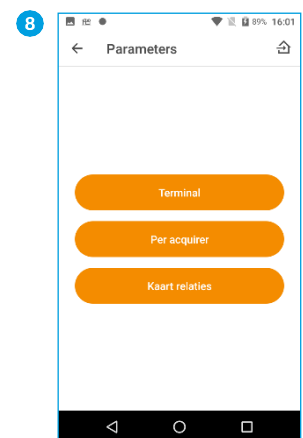 8
89% 16:01
Parameters
Terminal
Per acquirer
Kaart relaties